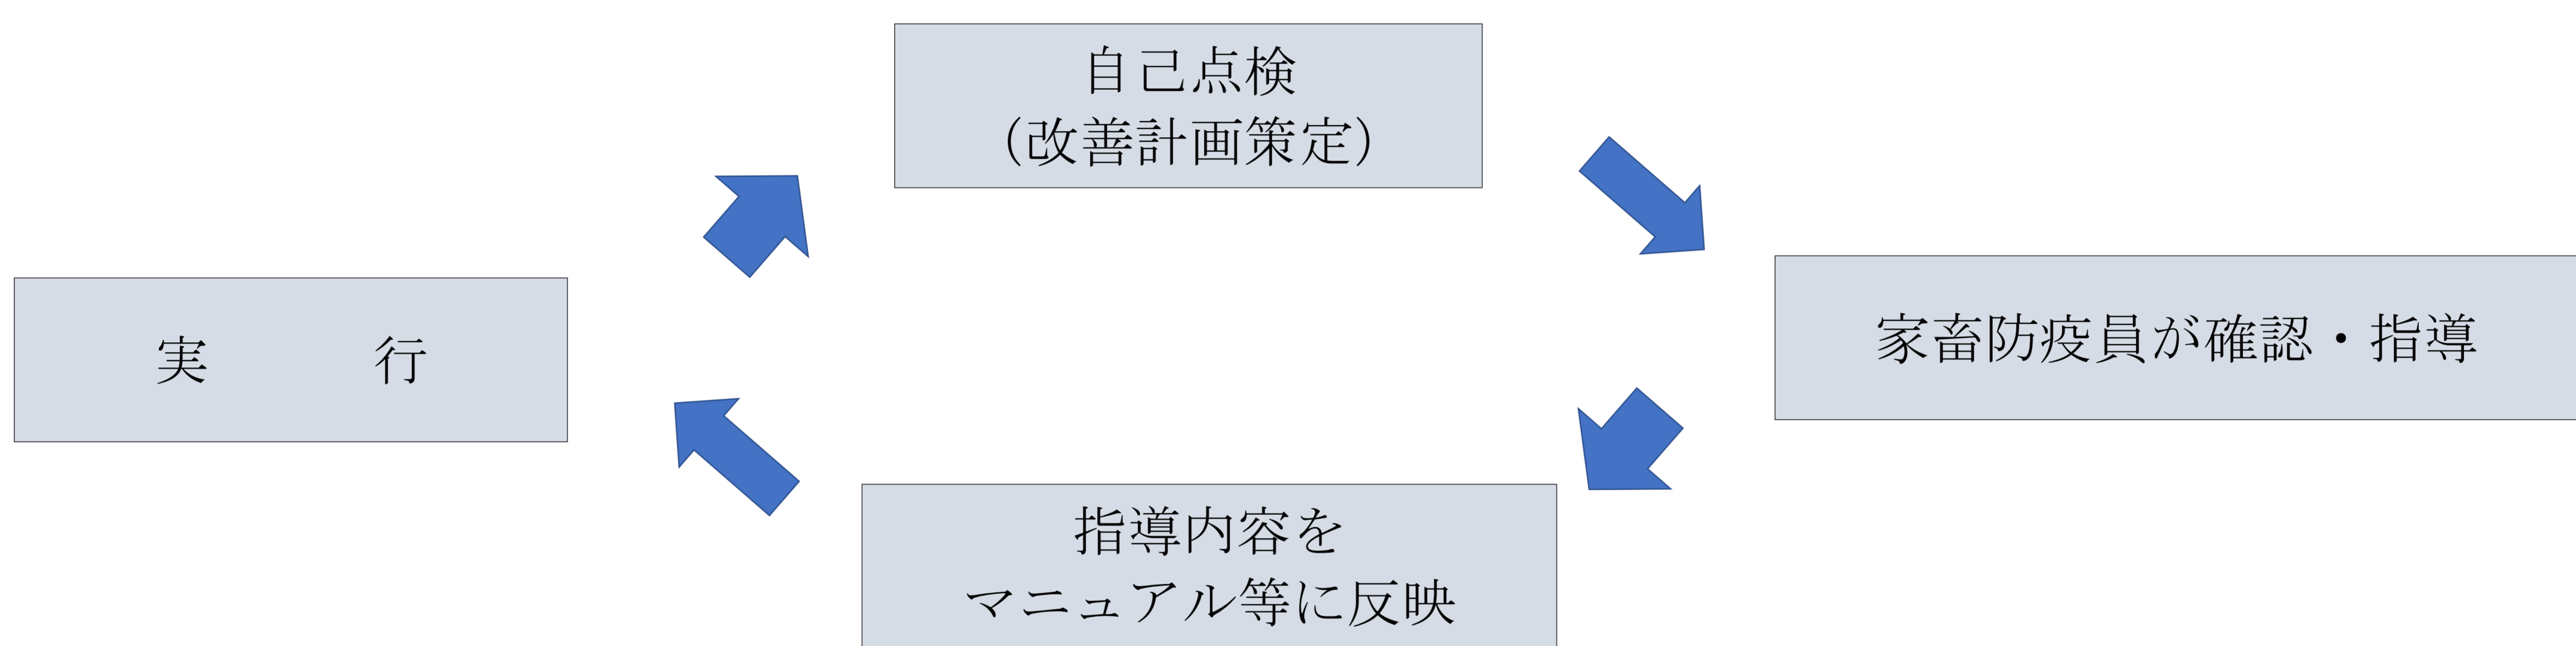 自己点検
（改善計画策定）
家畜防疫員が確認・指導
実　　　行
指導内容を
マニュアル等に反映